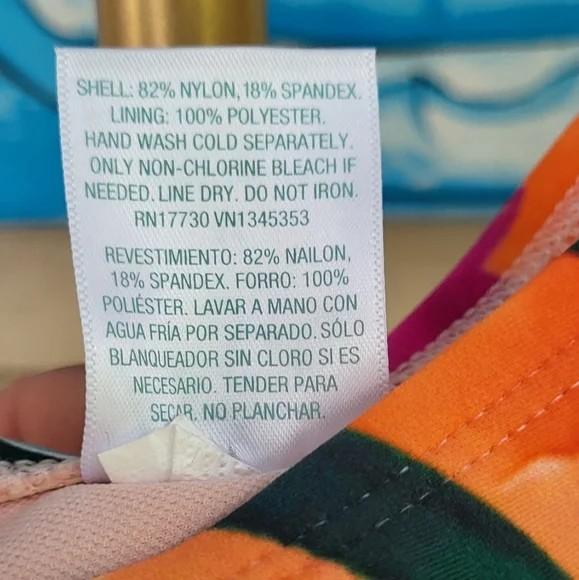 SHELL: 82% NYLON, 18% SPANDEX.
LINING: 100% POLYESTER.
HAND WASH COLD SEPARATELY.
ONLY NON-CHLORINE BLEACH IF
NEEDED. LINE DRY. DO NOT IRON.
RN17730 VN1345353
REVESTIMIENTO: 82% NAILON,
18% SPANDEX. FORRO: 100%
POLIÉSTER. LAVAR A MANO CON
AGUA FRÍA POR SEPARADO. SÓLO
BLANQUEADOR SIN CLORO SI ES
NECESARIO. TENDER PARA
SECAR. NO PLANCHAR.